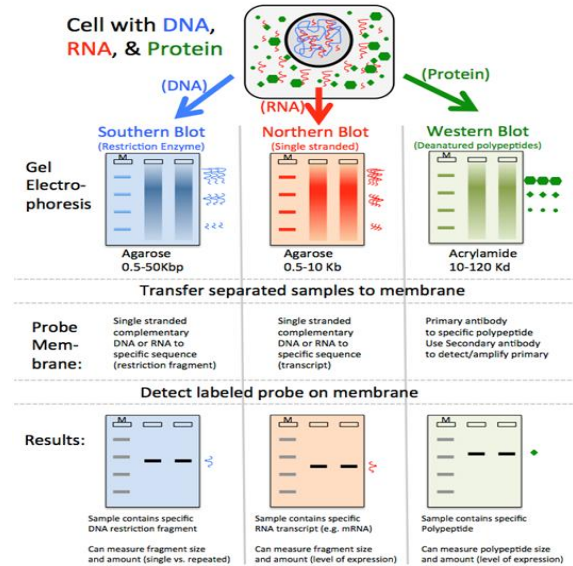 Cell with DNA,
RNA, & Protein
(DNA)
(RNA)
(Protein)
Southern Blot
(Restriction Enzyme)
Northern Blot
(Single stranded)
Western Blot
(Deanatured polypeptides)
Gel
Electro-
phoresis
M
M
M
Agarose
0.5-50Kbp
Agarose
0.5-10 Kb
Acrylamide
10-120 Kd
Transfer separated samples to membrane
Probe
Mem-
brane:
Single stranded
complementary
DNA or RNA to
specific sequence
(restriction fragment)
Single stranded
complementary
DNA or RNA to
specific sequence
(transcript)
Primary antibody
to specific polypeptide
Use Secondary antibody
to detect/amplify primary
Detect labeled probe on membrane
Results:
M
M
M
Sample contains specific
DNA restriction fragment
Can measure fragment size
and amount (single vs. repeated)
Sample contains specific
RNA transcript (e.g. mRNA)
Can measure fragment size
and amount (level of expression)
Sample contains specific
Polypeptide
Can measure polypeptide size
and amount (level of expression)